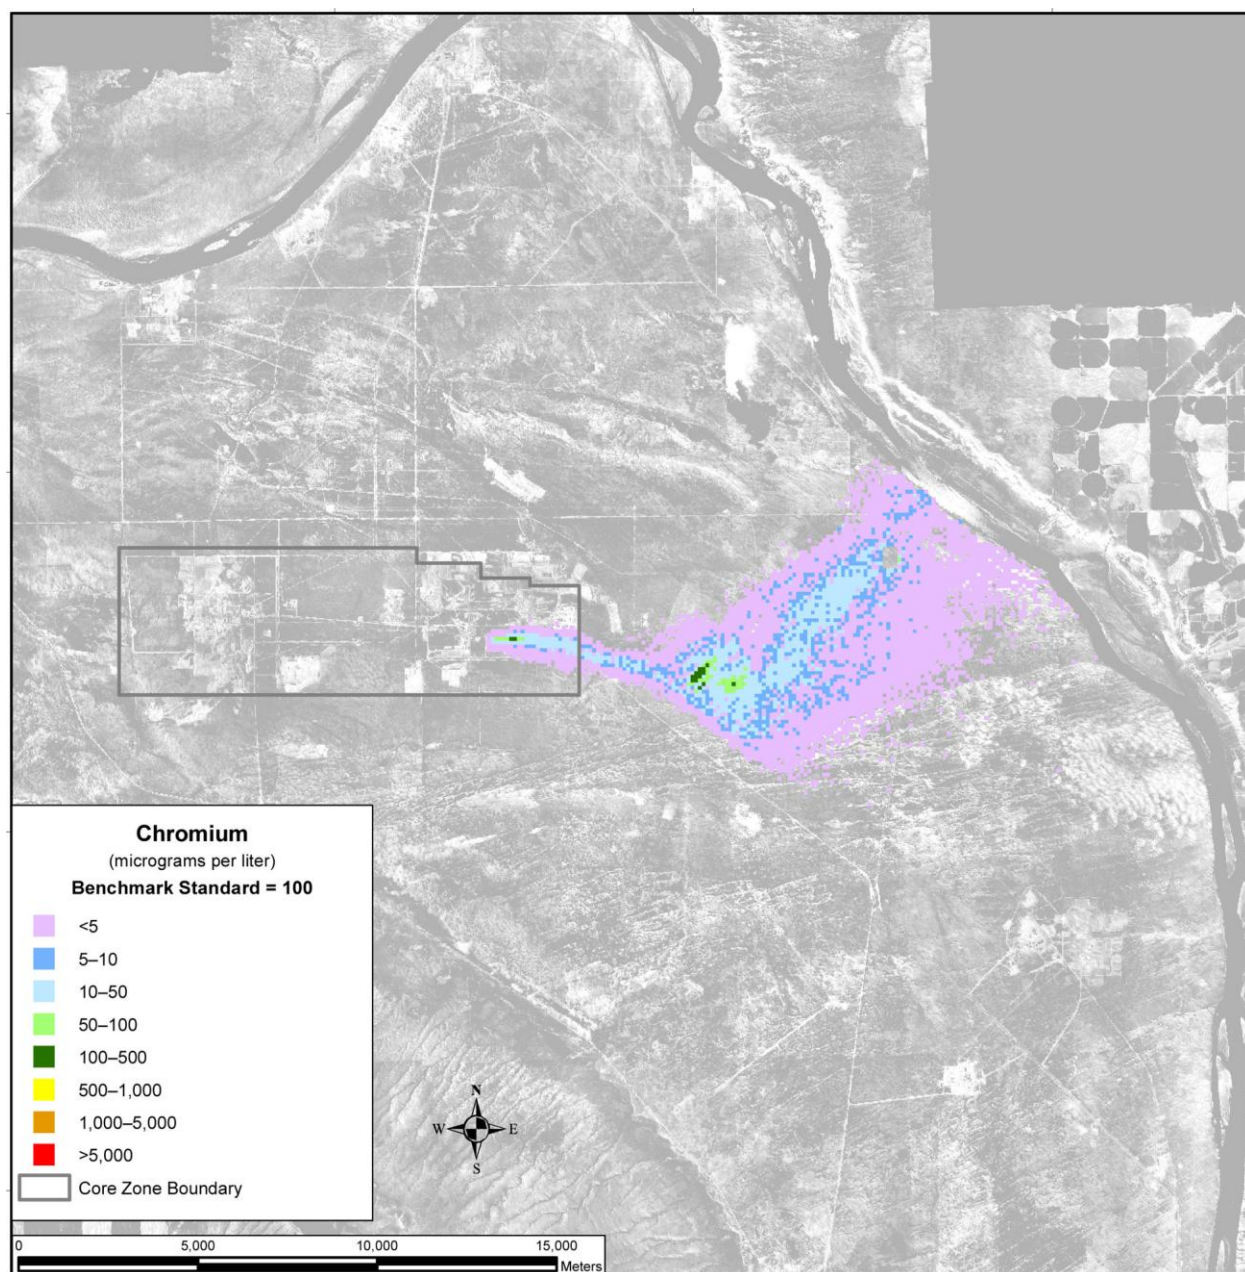 Chromium
(micrograms per liter)
Benchmark Standard = 100
<5
5–10
10–50
50–100
100–500
500–1,000
1,000–5,000
>5,000
Core Zone Boundary
N
W E
S
0 5,000 10,000 15,000
Meters